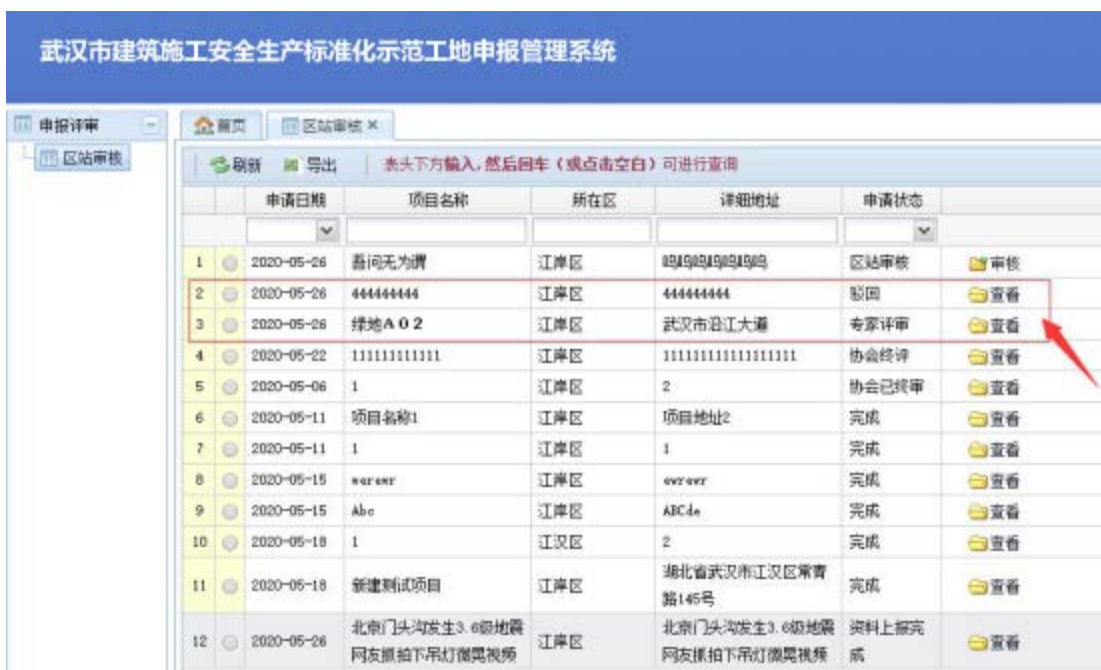 武汉市建筑施工安全生产标准化示范工地申报管理系统
申报评审
区站审核
首页 区站审核 ×
刷新 导出 表头下方输入,然后回车（或点击空白）可进行查询
申请日期 项目名称 所在区 详细地址 申请状态
1 2020-05-26 吾问无为谓 江岸区 区站审核 审核
2 2020-05-26 444444444 江岸区 444444444 驳回 查看
3 2020-05-26 绿地A02 江岸区 武汉市沿江大道 专家评审 查看
4 2020-05-22 111111111111 江岸区 协会终评 查看
5 2020-05-06 1 江岸区 2 协会已终审 查看
6 2020-05-11 项目名称1 江岸区 项目地址2 完成 查看
7 2020-05-11 1 江岸区 1 完成 查看
8 2020-05-15 江岸区 完成 查看
9 2020-05-15 Abc 江岸区 ABCde 完成 查看
10 2020-05-18 1 江汉区 2 完成 查看
11 2020-05-18 新建测试项目 江岸区 湖北省武汉市江汉区常青
路145号 完成 查看
12 2020-05-26 北京门头沟发生3.6级地震
网友抓拍下吊灯微晃视频 江岸区 北京门头沟发生3.6级地震
网友抓拍下吊灯微晃视频 资料上报完
成 查看